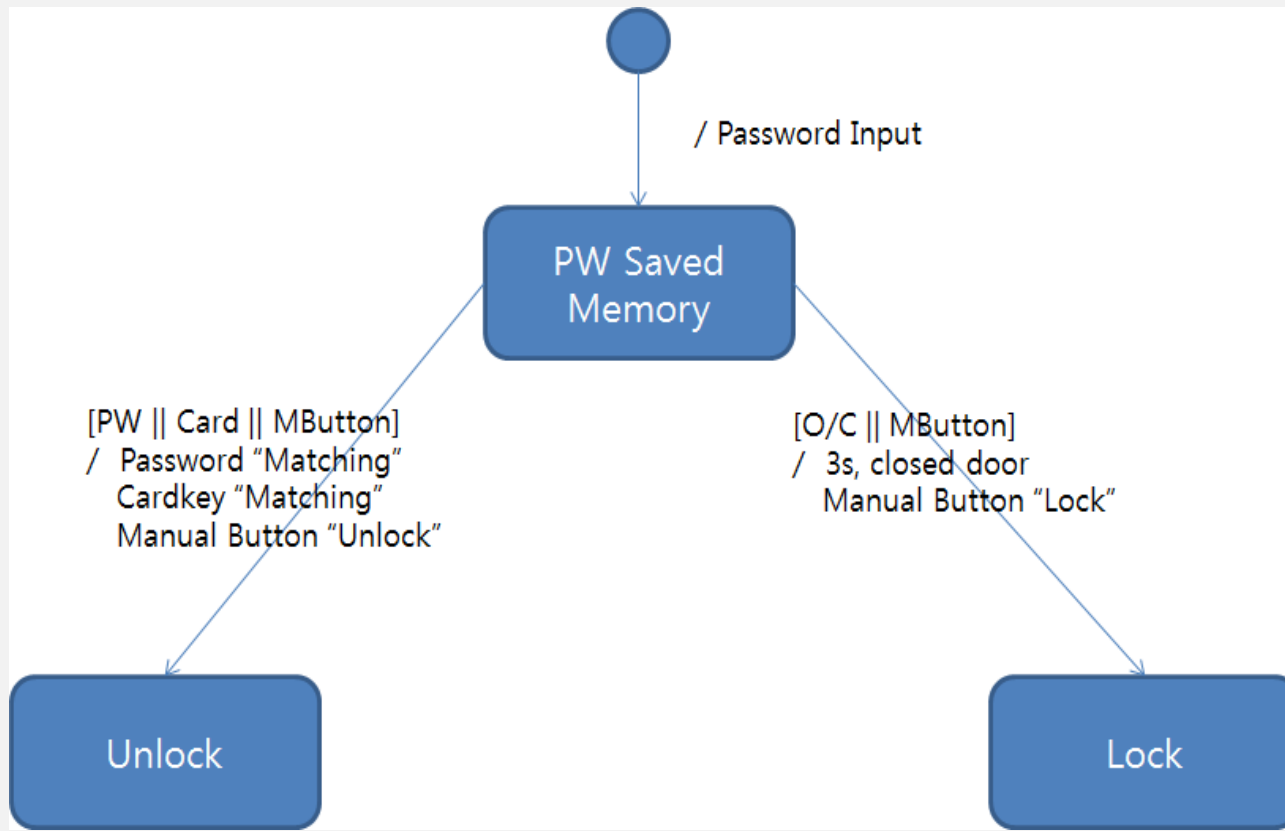 / Password Input
PW Saved
Memory
[PW || Card || MButton]
/ Password “Matching”
Cardkey “Matching”
Manual Button “Unlock”
[O/C || MButton]
/ 3s, closed door
Manual Button “Lock”
Unlock
Lock